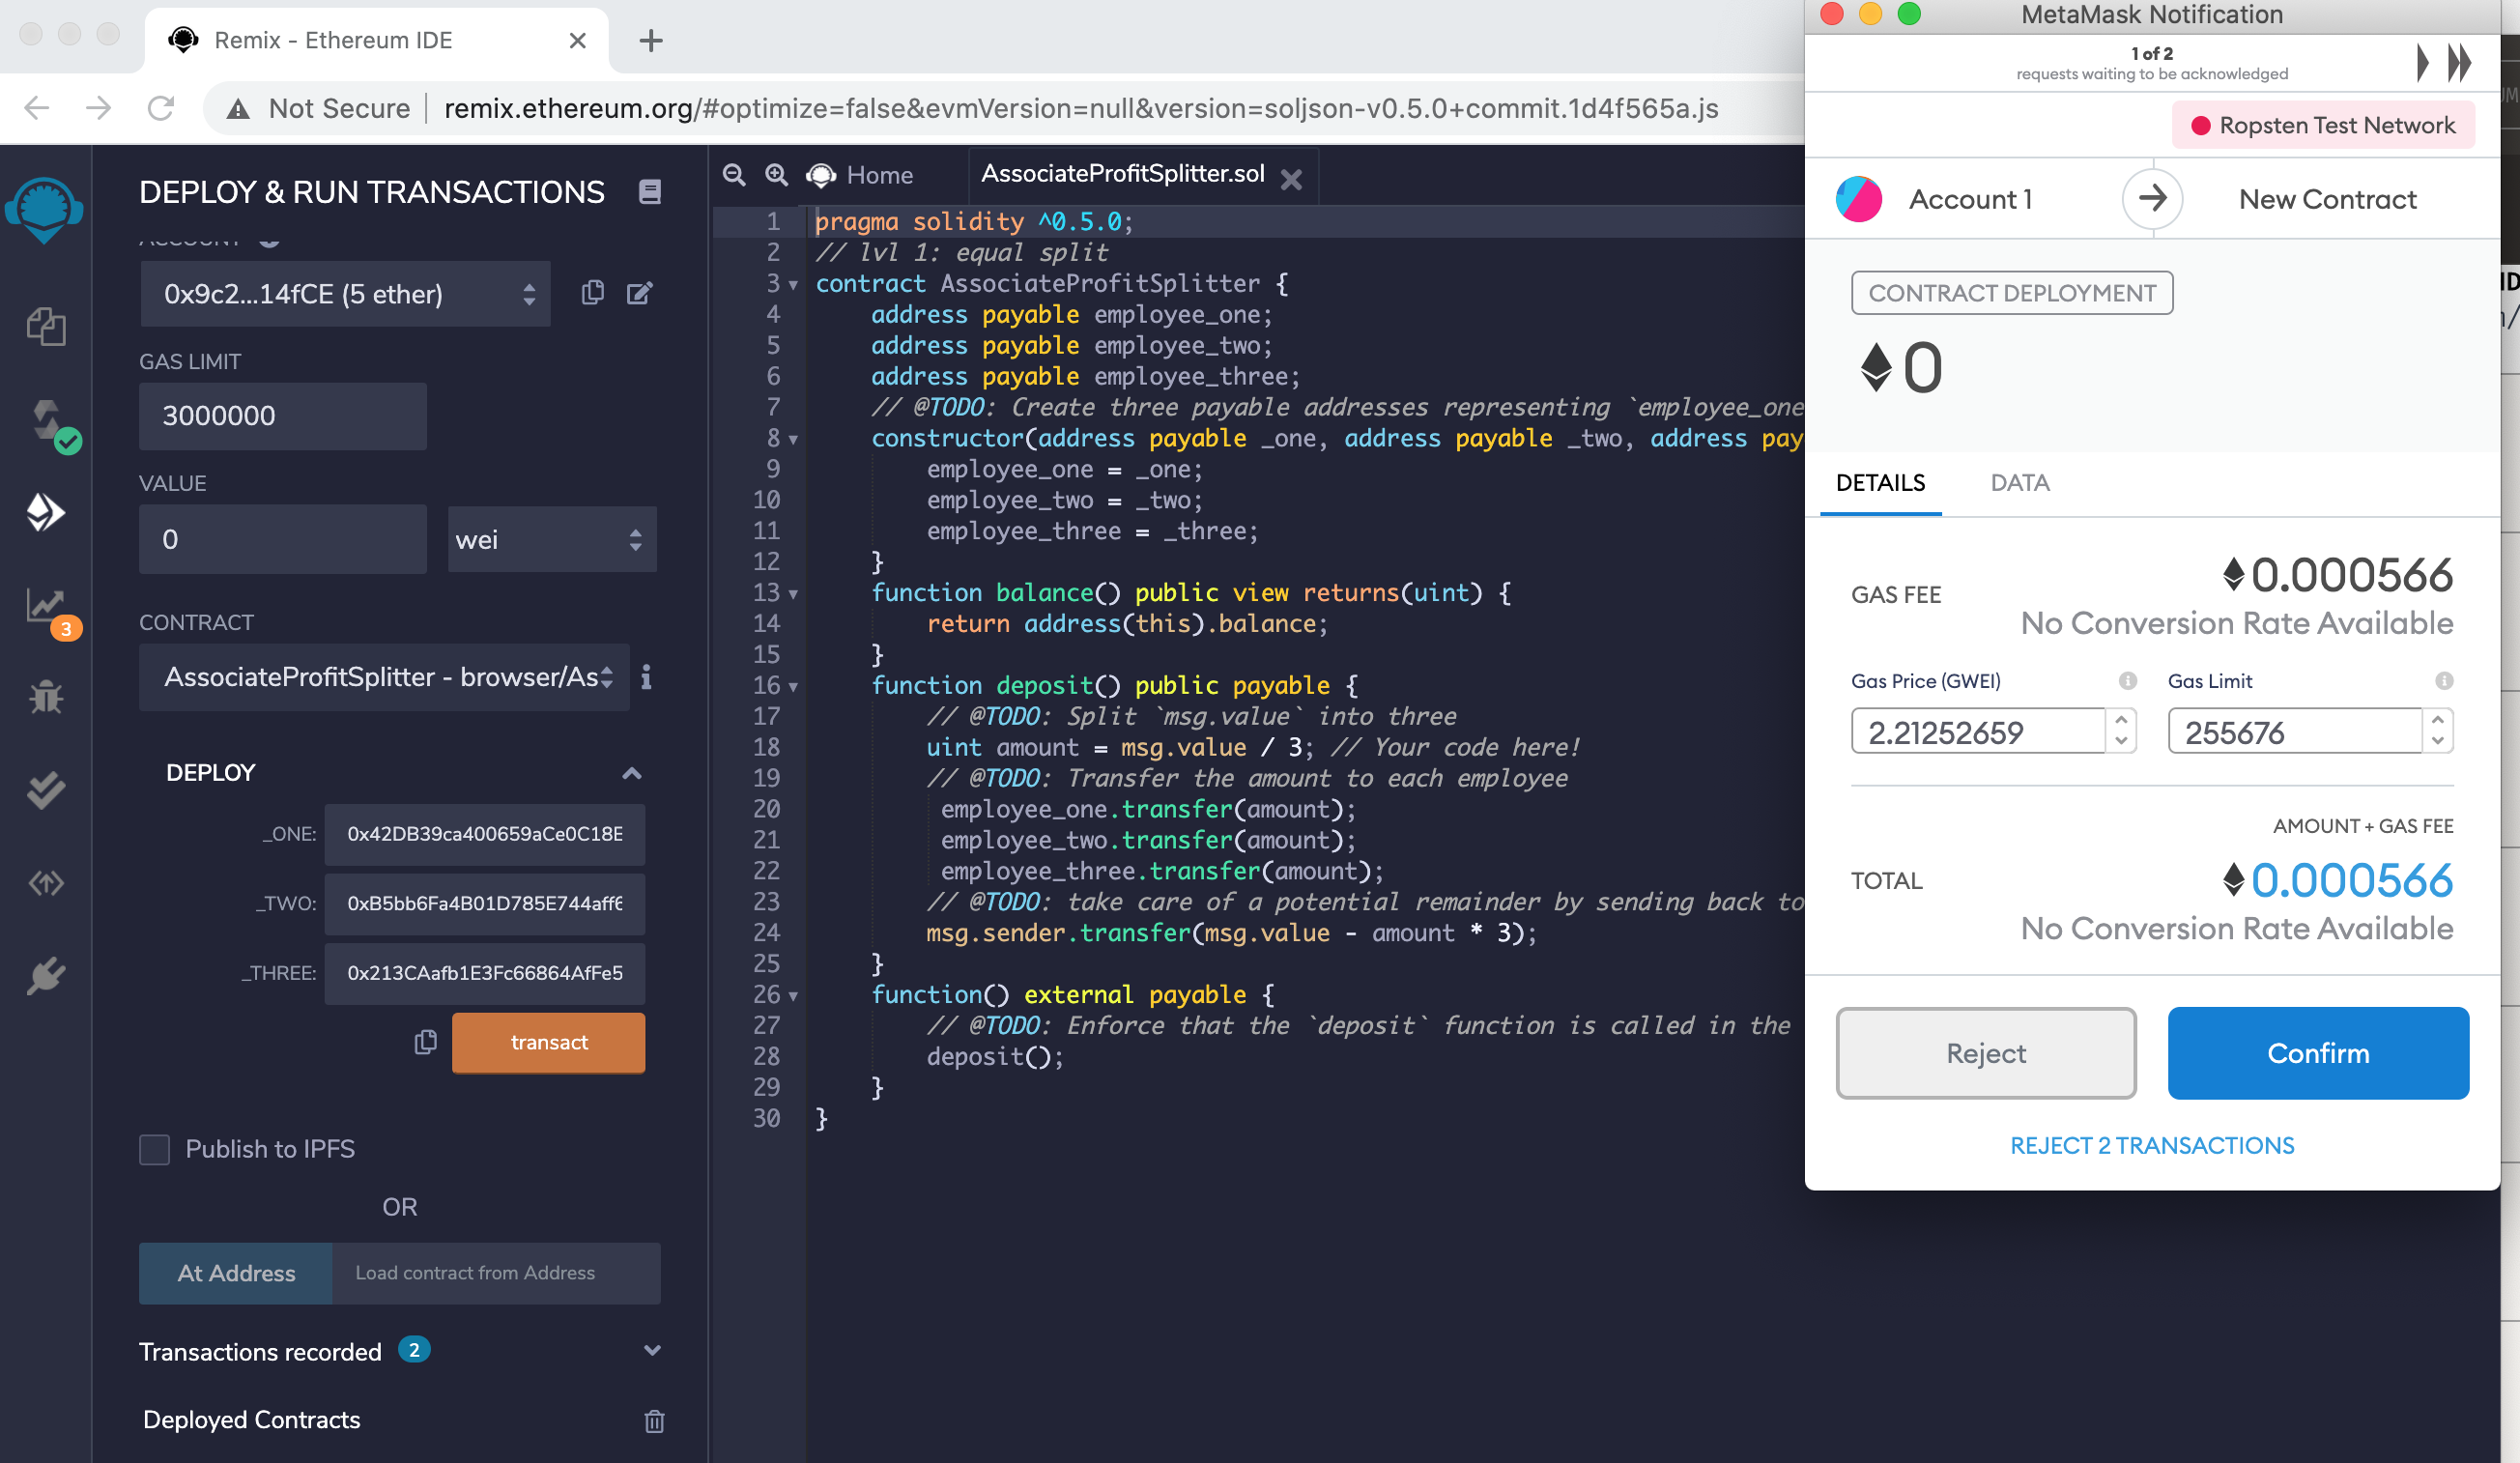 Remix - Ethereum IDE
Not Secure
remix.ethereum.org/#optimize=false&evmVersion=null&version=soljson-v0.5.0+commit.1d4f565a.js
DEPLOY & RUN TRANSACTIONS
ACCOUNT
0x9c2...14fCE (5 ether)
GAS LIMIT
3000000
VALUE
0
wei
3
CONTRACT
AssociateProfitSplitter - browser/As
DEPLOY
_ONE:
0x42DB39ca400659aCe0C18E
_TWO:
0xB5bb6Fa4B01D785E744aff6
_THREE:
0x213CAafb1E3Fc66864AfFe5
transact
Publish to IPFS
OR
At Address
Load contract from Address
Transactions recorded 2
Deployed Contracts
Home
AssociateProfitSplitter.sol
1 pragma solidity ^0.5.0;
2 // lvl 1: equal split
3 contract AssociateProfitSplitter {
4 address payable employee_one;
5 address payable employee_two;
6 address payable employee_three;
7 // @TODO: Create three payable addresses representing `employee_one
8 constructor(address payable _one, address payable _two, address pay
9 employee_one = _one;
10 employee_two = _two;
11 employee_three = _three;
12 }
13 function balance() public view returns(uint) {
14 return address(this).balance;
15 }
16 function deposit() public payable {
17 // @TODO: Split `msg.value` into three
18 uint amount = msg.value / 3; // Your code here!
19 // @TODO: Transfer the amount to each employee
20 employee_one.transfer(amount);
21 employee_two.transfer(amount);
22 employee_three.transfer(amount);
23 // @TODO: take care of a potential remainder by sending back to
24 msg.sender.transfer(msg.value - amount * 3);
25 }
26 function() external payable {
27 // @TODO: Enforce that the `deposit` function is called in the
28 deposit();
29 }
30 }
MetaMask Notification
1 of 2
requests waiting to be acknowledged
Ropsten Test Network
Account 1
New Contract
CONTRACT DEPLOYMENT
0
DETAILS
DATA
GAS FEE
0.000566
No Conversion Rate Available
Gas Price (GWEI)
Gas Limit
2.21252659
255676
AMOUNT + GAS FEE
TOTAL
0.000566
No Conversion Rate Available
Reject
Confirm
REJECT 2 TRANSACTIONS